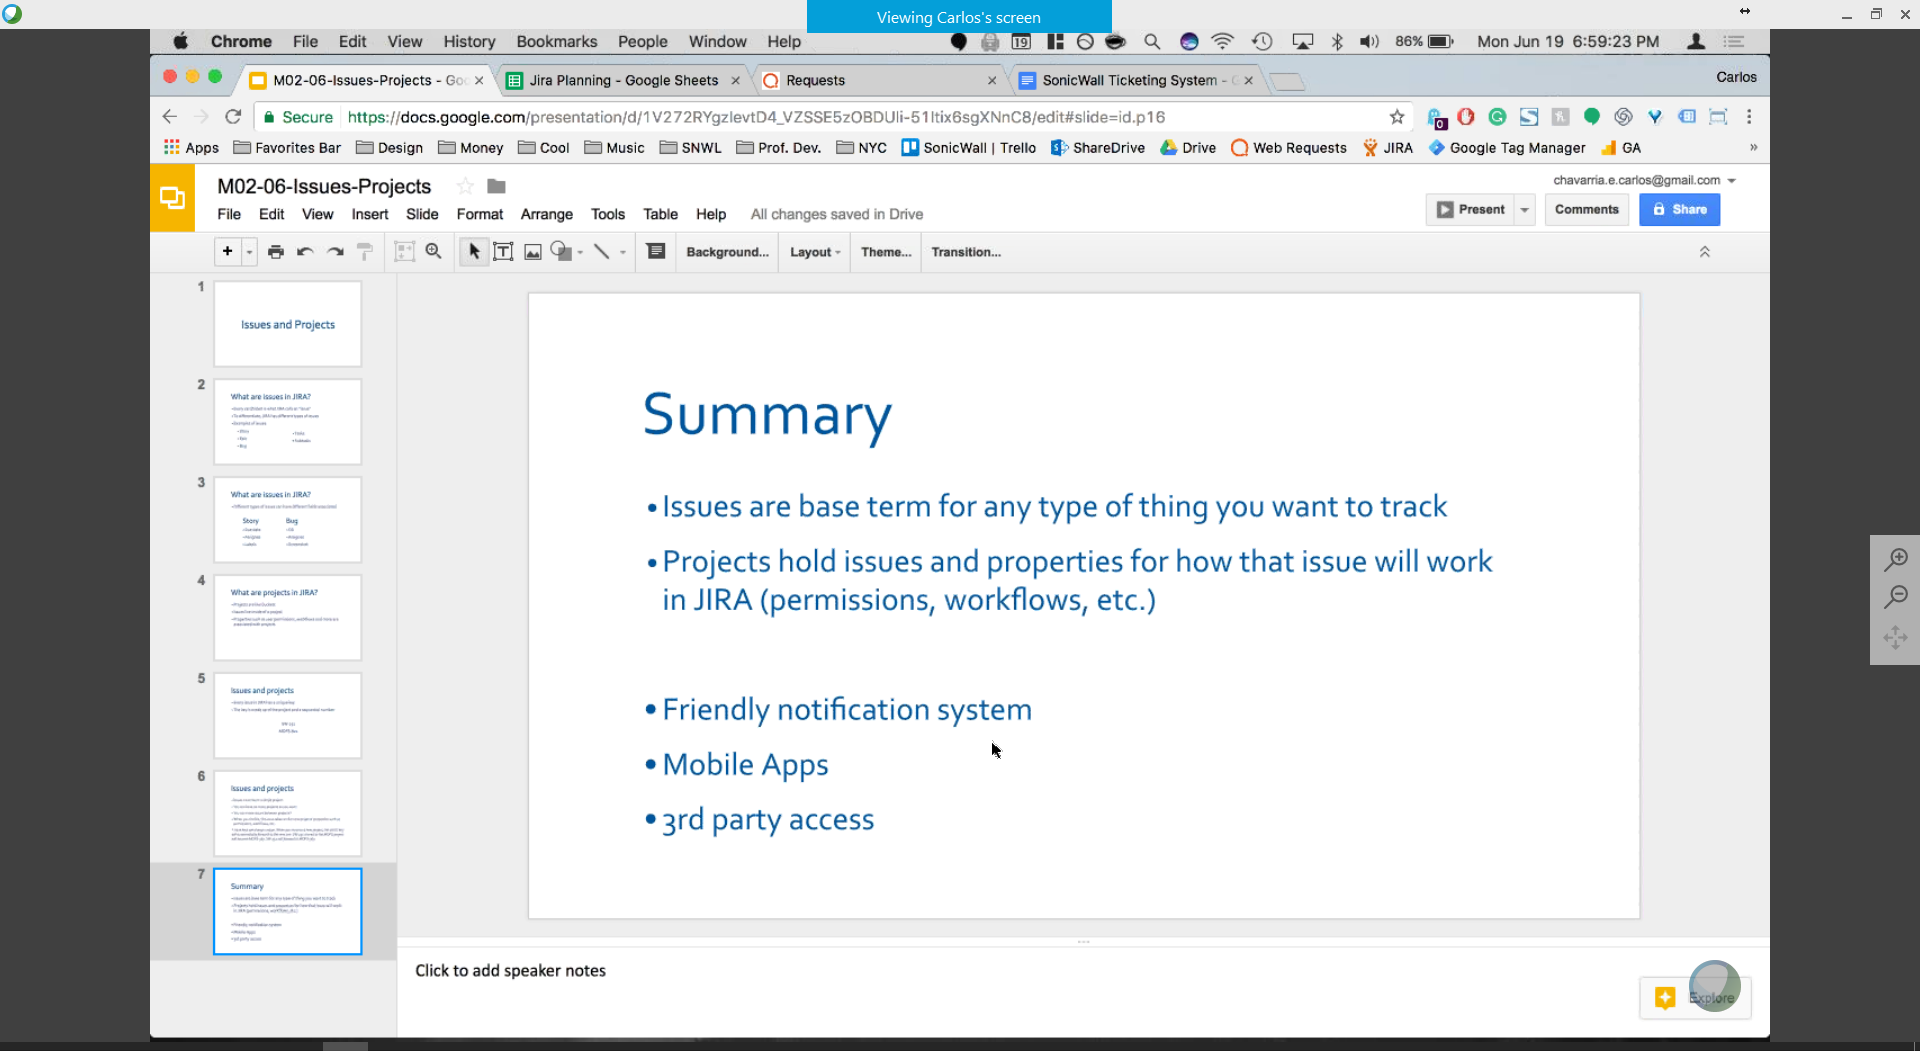 Viewing Carlos's screen
Chrome File Edit View History Bookmarks People Window Help 19 86% Mon Jun 19 6:59:23 PM
M02-06-Issues-Projects - Goo Jira Planning - Google Sheets Requests SonicWall Ticketing System - G Carlos
Secure https://docs.google.com/presentation/d/1V272RYgzlevtD4_VZSSE5zOBDUli-51ltix6sgXNnC8/edit#slide=id.p16 0
Apps Favorites Bar Design Money Cool Music SNWL Prof. Dev. NYC SonicWall | Trello ShareDrive Drive Web Requests JIRA Google Tag Manager GA »
M02-06-Issues-Projects
chavarria.e.carlos@gmail.com
File Edit View Insert Slide Format Arrange Tools Table Help All changes saved in Drive
Present Comments Share
Background... Layout Theme... Transition...
1
Issues and Projects
2
What are issues in JIRA?
3
What are issues in JIRA?
Story Bug
4
What are projects in JIRA?
5
Issues and projects
6
Issues and projects
7
Summary
Summary
• Issues are base term for any type of thing you want to track
• Projects hold issues and properties for how that issue will work
in JIRA (permissions, workflows, etc.)
• Friendly notification system
• Mobile Apps
• 3rd party access
Click to add speaker notes
Explore